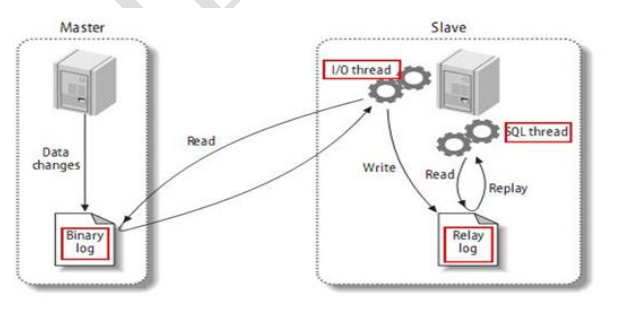 Master
Slave
I/O thread
SQL thread
Data
changes
Read
Write
Read
Replay
Binary
log
Relay
log